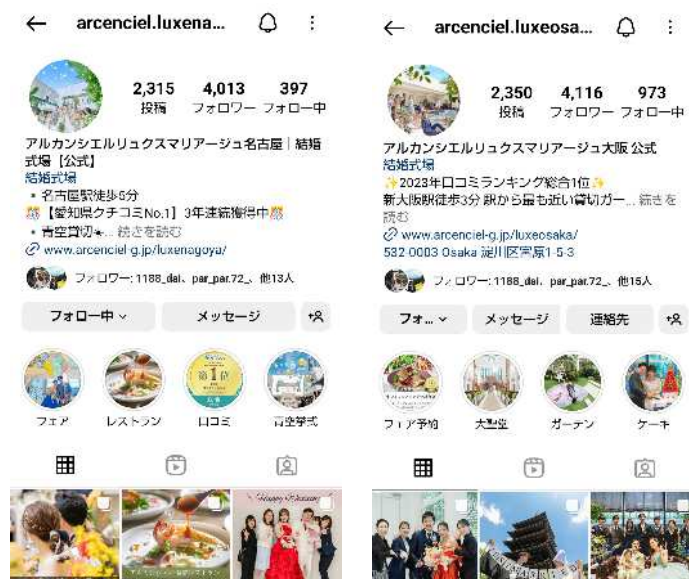 arcenciel.luxena...
2,315 4,013 397
投稿 フォロワー フォロー中
アルカンシエルリュクスマリアージュ名古屋｜結婚
式場【公式】
結婚式場
▪ 名古屋駅徒歩5分
🎊【愛知県クチコミNo.1】3年連続獲得中🎊
▪ 青空貸切... 続きを読む
www.arcenciel-g.jp/luxenagoya/
フォロワー: 1188_dai、par_par.72_、他13人
フォロー中 メッセージ
第1位
フェア レストラン 口コミ 青空挙式
Happy Wedding
arcenciel.luxeosa...
2,350 4,116 973
投稿 フォロワー フォロー中
アルカンシエルリュクスマリアージュ大阪 公式
結婚式場
✨2023年口コミランキング総合1位✨
新大阪駅徒歩3分 駅から最も近い貸切ガー... 続きを
読む
www.arcenciel-g.jp/luxeosaka/
532-0003 Osaka 淀川区宮原1-5-3
フォロワー: 1188_dai、par_par.72_、他15人
フォ... メッセージ 連絡先
フェア予約 大聖堂 ガーデン ケーキ